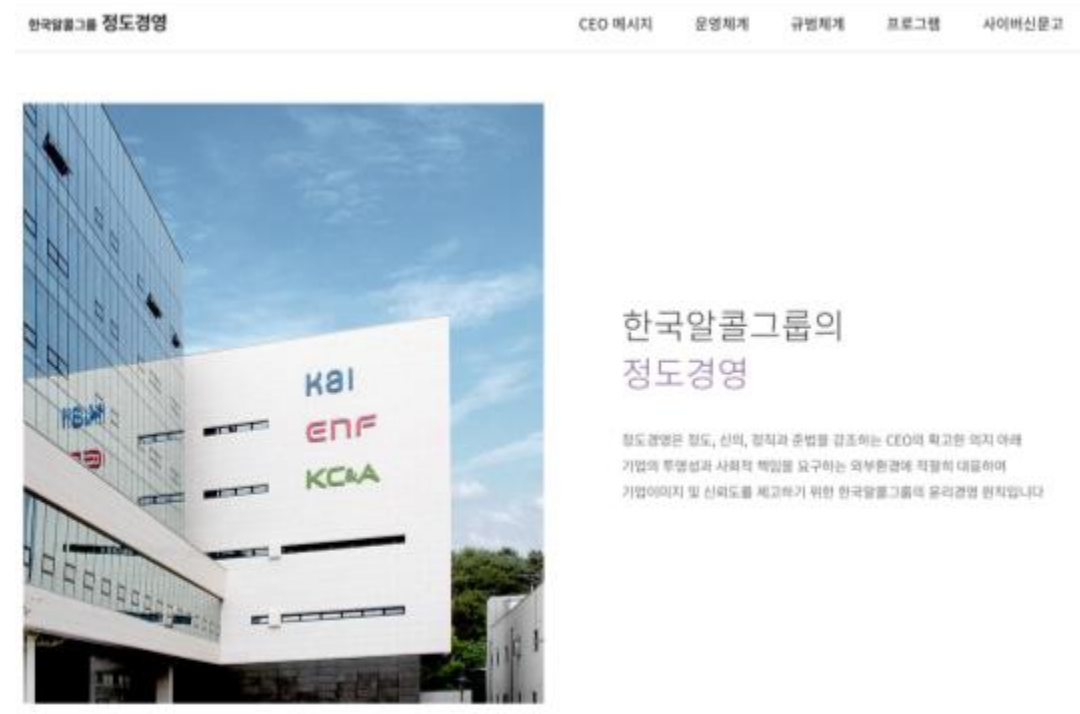 한국알콜그룹 정도경영
CEO 메시지 운영체계 규범체계 프로그램 사이버신문고
KAI
ENF
KC&A
한국알콜그룹의
정도경영
정도경영은 정도, 신의, 정직과 준법을 강조하는 CEO의 확고한 의지 아래
기업의 투명성과 사회적 책임을 요구하는 외부환경에 적절히 대응하며
기업이미지 및 신뢰도를 제고하기 위한 한국알콜그룹의 윤리경영 원칙입니다